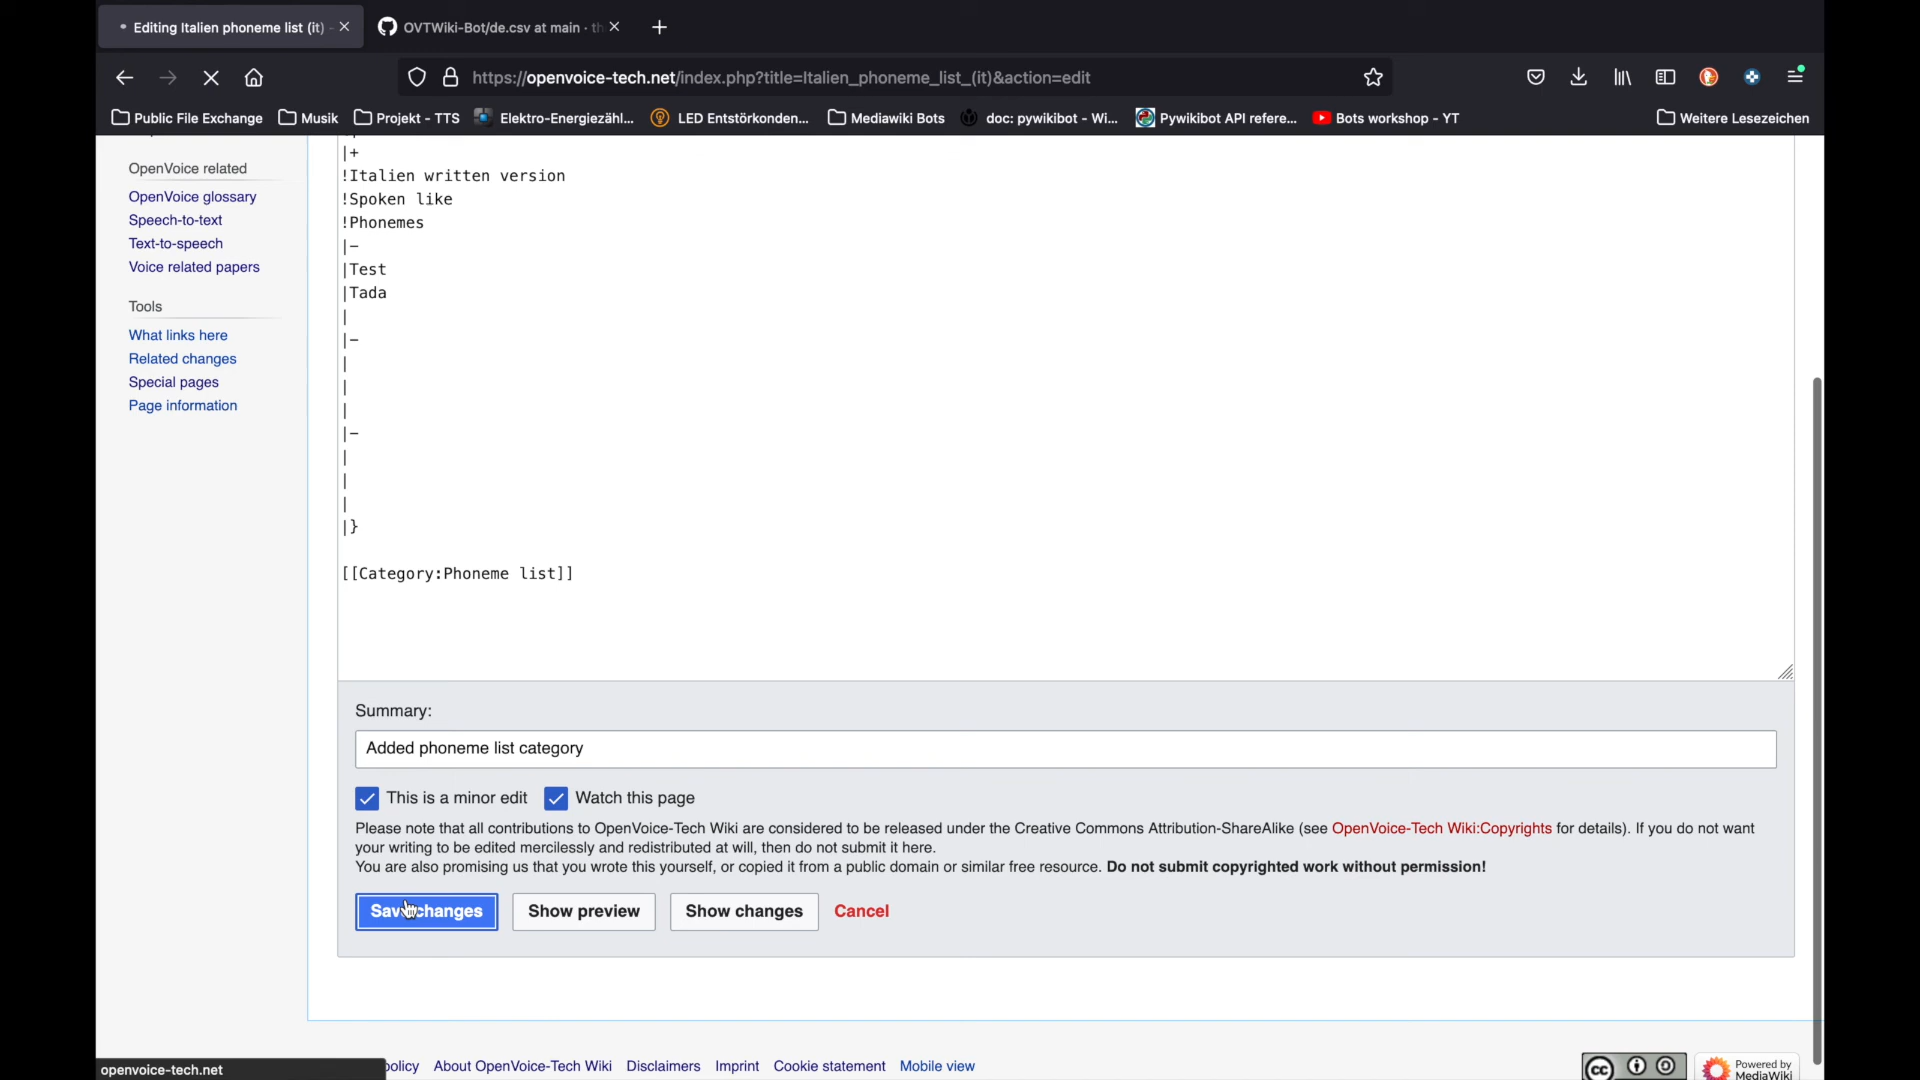 Editing Italien phoneme list (it) -
OVTWiki-Bot/de.csv at main · th
https://openvoice-tech.net/index.php?title=Italien_phoneme_list_(it)&action=edit
Public File Exchange
Musik
Projekt - TTS
Elektro-Energiezähl...
LED Entstörkonden...
Mediawiki Bots
doc: pywikibot - Wi...
Pywikibot API refere...
Bots workshop - YT
Weitere Lesezeichen
OpenVoice related
OpenVoice glossary
Speech-to-text
Text-to-speech
Voice related papers
Tools
What links here
Related changes
Special pages
Page information
|+
!Italien written version
!Spoken like
!Phonemes
|-
|Test
|Tada
|
|-
|
|
|
|-
|
|
|
|}
[[Category:Phoneme list]]
Summary:
Added phoneme list category
This is a minor edit
Watch this page
Please note that all contributions to OpenVoice-Tech Wiki are considered to be released under the Creative Commons Attribution-ShareAlike (see OpenVoice-Tech Wiki:Copyrights for details). If you do not want
your writing to be edited mercilessly and redistributed at will, then do not submit it here.
You are also promising us that you wrote this yourself, or copied it from a public domain or similar free resource. Do not submit copyrighted work without permission!
Save changes
Show preview
Show changes
Cancel
openvoice-tech.net
policy
About OpenVoice-Tech Wiki
Disclaimers
Imprint
Cookie statement
Mobile view
cc
Powered by
MediaWiki